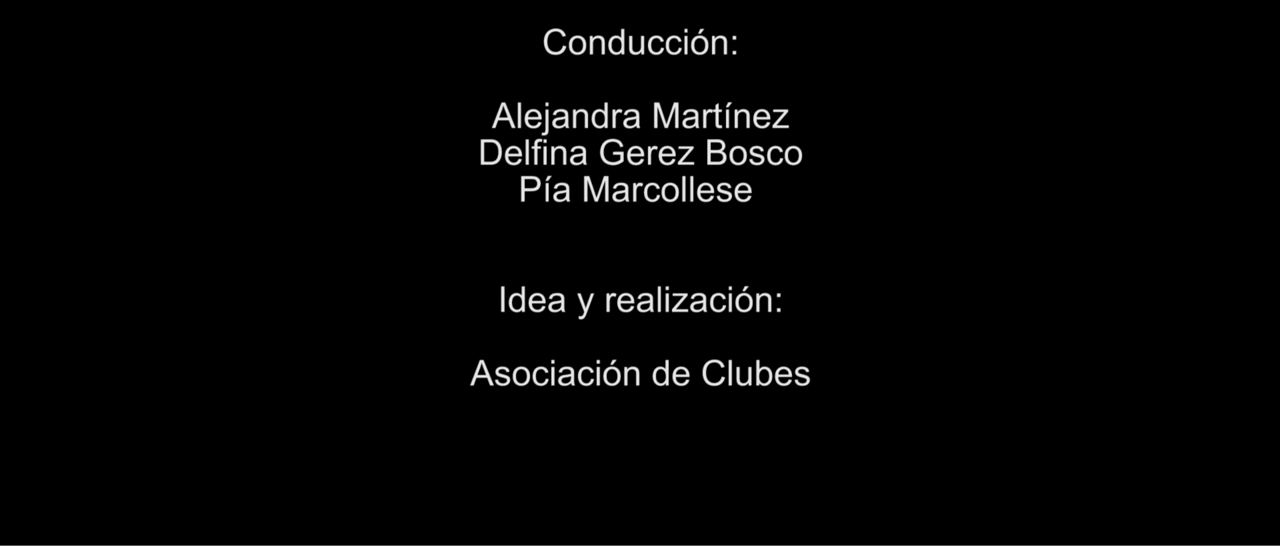 Conducción:
Alejandra Martínez
Delfina Gerez Bosco
Pía Marcollese
Idea y realización:
Asociación de Clubes